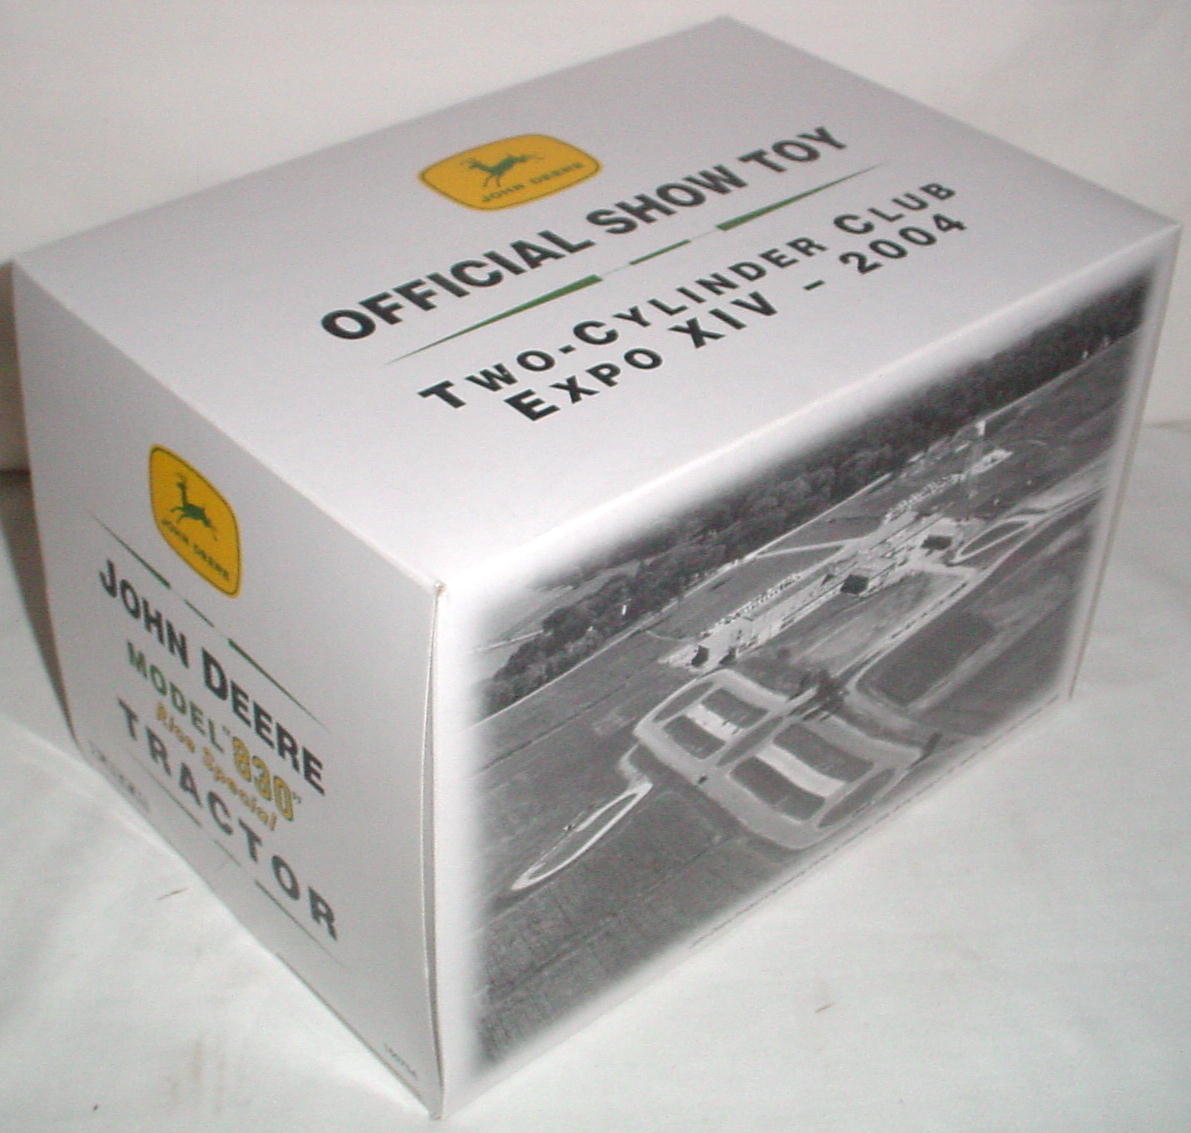 JOHN DEERE
OFFICIAL SHOW TOY
TWO-CYLINDER CLUB
EXPO XIV - 2004
JOHN DEERE
JOHN DEERE
MODEL "830"
Rice Special
TRACTOR